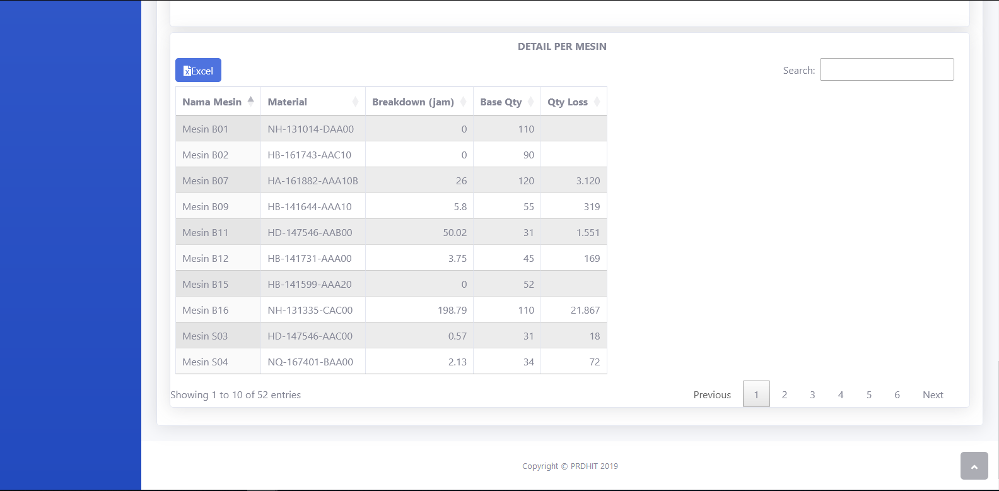 DETAIL PER MESIN
Excel
Search:
Nama Mesin Material Breakdown (jam) Base Qty Qty Loss
Mesin B01 NH-131014-DAA00 0 110
Mesin B02 HB-161743-AAC10 0 90
Mesin B07 HA-161882-AAA10B 26 120 3.120
Mesin B09 HB-141644-AAA10 5.8 55 319
Mesin B11 HD-147546-AAB00 50.02 31 1.551
Mesin B12 HB-141731-AAA00 3.75 45 169
Mesin B15 HB-141599-AAA20 0 52
Mesin B16 NH-131335-CAC00 198.79 110 21.867
Mesin S03 HD-147546-AAC00 0.57 31 18
Mesin S04 NQ-167401-BAA00 2.13 34 72
Showing 1 to 10 of 52 entries Previous 1 2 3 4 5 6 Next
Copyright © PRDHIT 2019